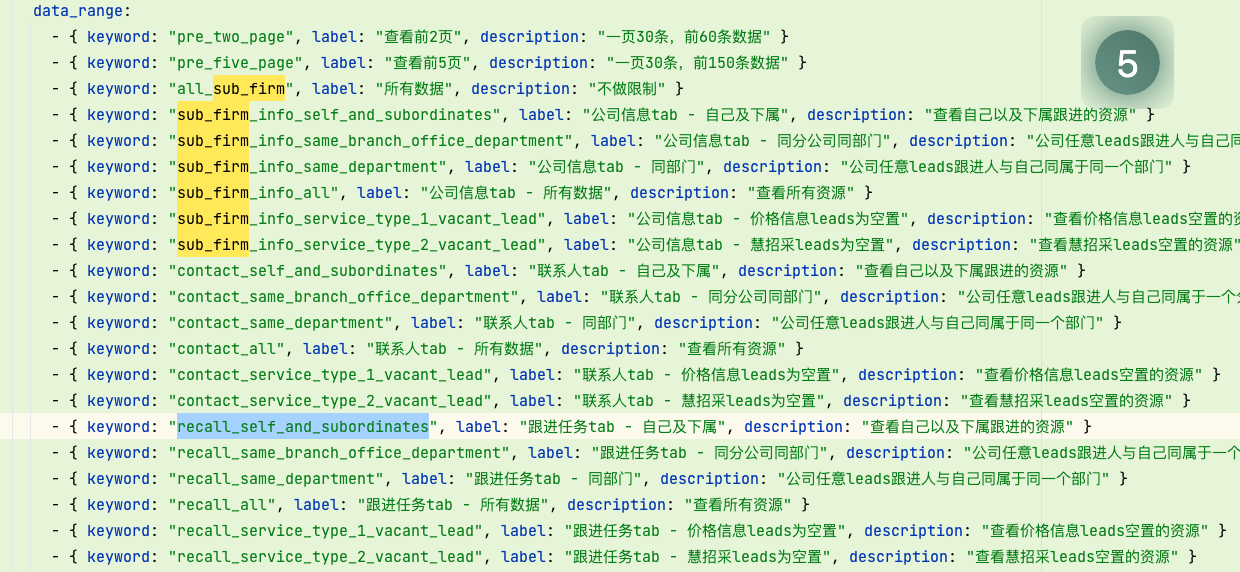 data_range:
- { keyword: "pre_two_page", label: "查看前2页", description: "一页30条，前60条数据" }
- { keyword: "pre_five_page", label: "查看前5页", description: "一页30条，前150条数据" }
- { keyword: "all_sub_firm", label: "所有数据", description: "不做限制" }
- { keyword: "sub_firm_info_self_and_subordinates", label: "公司信息tab - 自己及下属", description: "查看自己以及下属跟进的资源" }
- { keyword: "sub_firm_info_same_branch_office_department", label: "公司信息tab - 同分公司同部门", description: "公司任意leads跟进人与自己同
- { keyword: "sub_firm_info_same_department", label: "公司信息tab - 同部门", description: "公司任意leads跟进人与自己同属于同一个部门" }
- { keyword: "sub_firm_info_all", label: "公司信息tab - 所有数据", description: "查看所有资源" }
- { keyword: "sub_firm_info_service_type_1_vacant_lead", label: "公司信息tab - 价格信息leads为空置", description: "查看价格信息leads空置的资
- { keyword: "sub_firm_info_service_type_2_vacant_lead", label: "公司信息tab - 慧招采leads为空置", description: "查看慧招采leads空置的资源"
- { keyword: "contact_self_and_subordinates", label: "联系人tab - 自己及下属", description: "查看自己以及下属跟进的资源" }
- { keyword: "contact_same_branch_office_department", label: "联系人tab - 同分公司同部门", description: "公司任意leads跟进人与自己同属于同一个
- { keyword: "contact_same_department", label: "联系人tab - 同部门", description: "公司任意leads跟进人与自己同属于同一个部门" }
- { keyword: "contact_all", label: "联系人tab - 所有数据", description: "查看所有资源" }
- { keyword: "contact_service_type_1_vacant_lead", label: "联系人tab - 价格信息leads为空置", description: "查看价格信息leads空置的资源" }
- { keyword: "contact_service_type_2_vacant_lead", label: "联系人tab - 慧招采leads为空置", description: "查看慧招采leads空置的资源" }
- { keyword: "recall_self_and_subordinates", label: "跟进任务tab - 自己及下属", description: "查看自己以及下属跟进的资源" }
- { keyword: "recall_same_branch_office_department", label: "跟进任务tab - 同分公司同部门", description: "公司任意leads跟进人与自己同属于同一个
- { keyword: "recall_same_department", label: "跟进任务tab - 同部门", description: "公司任意leads跟进人与自己同属于同一个部门" }
- { keyword: "recall_all", label: "跟进任务tab - 所有数据", description: "查看所有资源" }
- { keyword: "recall_service_type_1_vacant_lead", label: "跟进任务tab - 价格信息leads为空置", description: "查看价格信息leads空置的资源" }
- { keyword: "recall_service_type_2_vacant_lead", label: "跟进任务tab - 慧招采leads为空置", description: "查看慧招采leads空置的资源" }
5